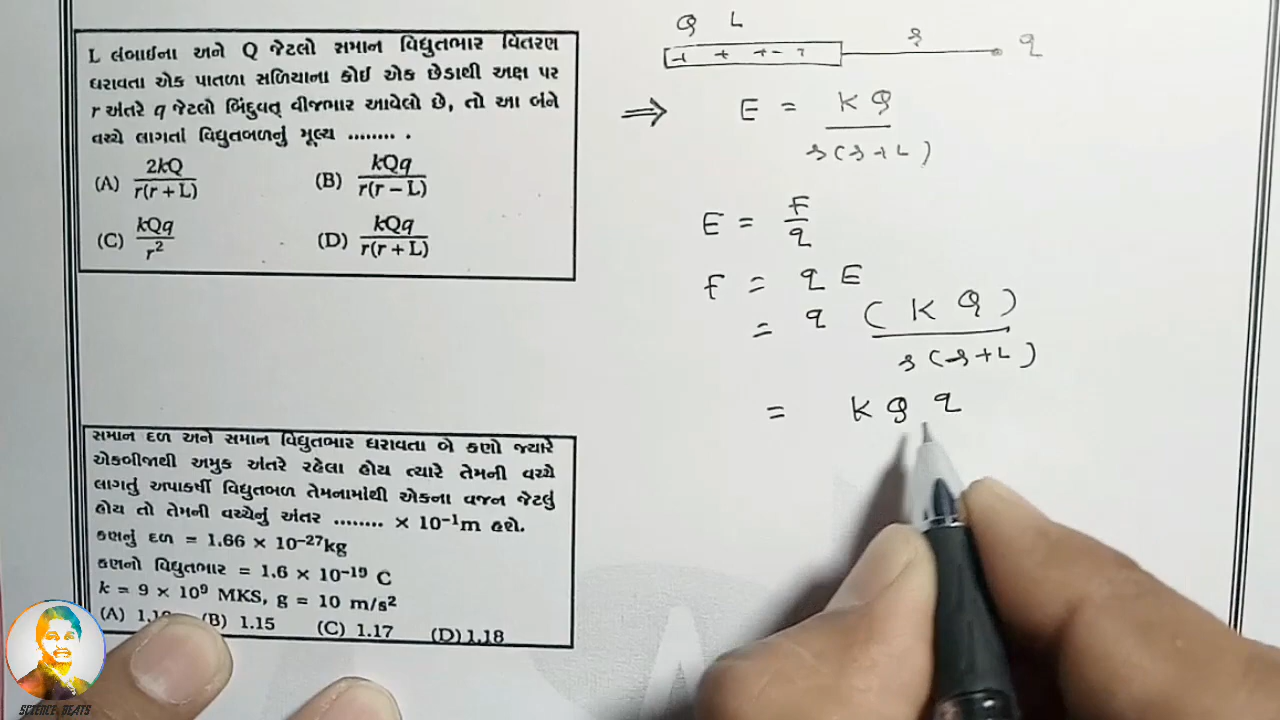 L લંબાઈના અને Q જેટલો સમાન વિદ્યુતભાર વિતરણ
ધરાવતા એક પાતળા સળિયાના કોઈ એક છેડાથી અક્ષ પર
r અંતરે q જેટલો બિંદુવત્ વીજભાર આવેલો છે, તો આ બંને
વચ્ચે લાગતાં વિદ્યુતબળનું મૂલ્ય ........ .
(A) 2kQ / r(r + L) (B) kQq / r(r − L)
(C) kQq / r² (D) kQq / r(r + L)
સમાન દળ અને સમાન વિદ્યુતભાર ધરાવતા બે કણો જ્યારે
એકબીજાથી અમુક અંતરે રહેલા હોય ત્યારે તેમની વચ્ચે
લાગતું અપાકર્ષી વિદ્યુતબળ તેમનામાંથી એકના વજન જેટલું
હોય તો તેમની વચ્ચેનું અંતર ........ × 10⁻¹m હશે.
કણનું દળ = 1.66 × 10⁻²⁷kg
કણનો વિદ્યુતભાર = 1.6 × 10⁻¹⁹ C
k = 9 × 10⁹ MKS, g = 10 m/s²
(A) (B) 1.15 (C) 1.17 (D) 1.18
Q L
r q
⇒ E = KQ / r(r+L)
E = F / q
F = q E
= q (KQ) / r(r+L)
= K Q q
SCIENCE BEATS